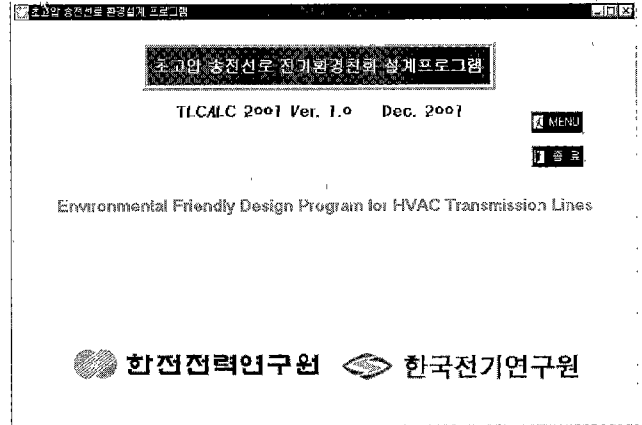 초고압 송전선로 환경설계 프로그램
초고압 송전선로 전기환경친화 설계프로그램
TLCALC 2001 Ver. 1.0 Dec. 2001
MENU
종 료
Environmental Friendly Design Program for HVAC Transmission Lines
한전전력연구원 한국전기연구원